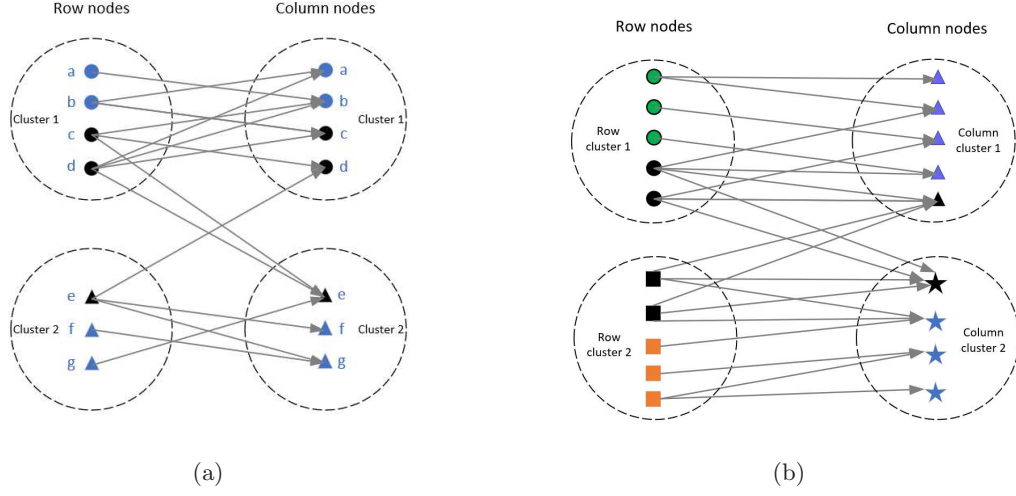 Row nodes
Column nodes
a
b
Cluster 1
c
d
a
b
Cluster 1
c
d
e
Cluster 2
f
g
e
Cluster 2
f
g
(a)
Row nodes
Column nodes
Row
cluster 1
Column
cluster 1
Row
cluster 2
Column
cluster 2
(b)